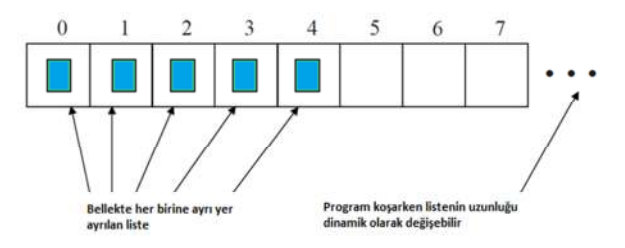 0 1 2 3 4 5 6 7
Bellekte her birine ayrı yer
ayrılan liste
Program koşarken listenin uzunluğu
dinamik olarak değişebilir